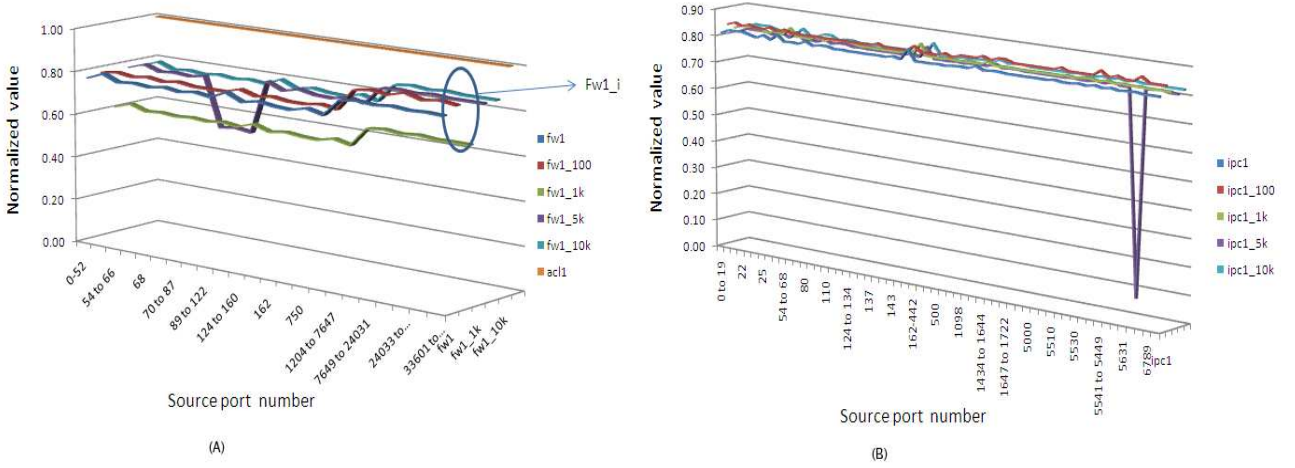 1.00
0.80
0.60
0.40
0.20
0.00
Normalized value
0-52
54 to 66
68
70 to 87
89 to 122
124 to 160
162
750
1204 to 7647
7649 to 24031
24033 to...
33601 to...
fw1
fw1_1k
fw1_10k
Source port number
Fw1_i
fw1
fw1_100
fw1_1k
fw1_5k
fw1_10k
acl1
(A)
0.90
0.80
0.70
0.60
0.50
0.40
0.30
0.20
0.10
0.00
Normalized value
0 to 19
22
25
54 to 68
80
110
124 to 134
137
143
162-442
500
1098
1434 to 1644
1647 to 1722
5000
5510
5530
5541 to 5449
5631
6789
ipc1
Source port number
ipc1
ipc1_100
ipc1_1k
ipc1_5k
ipc1_10k
(B)